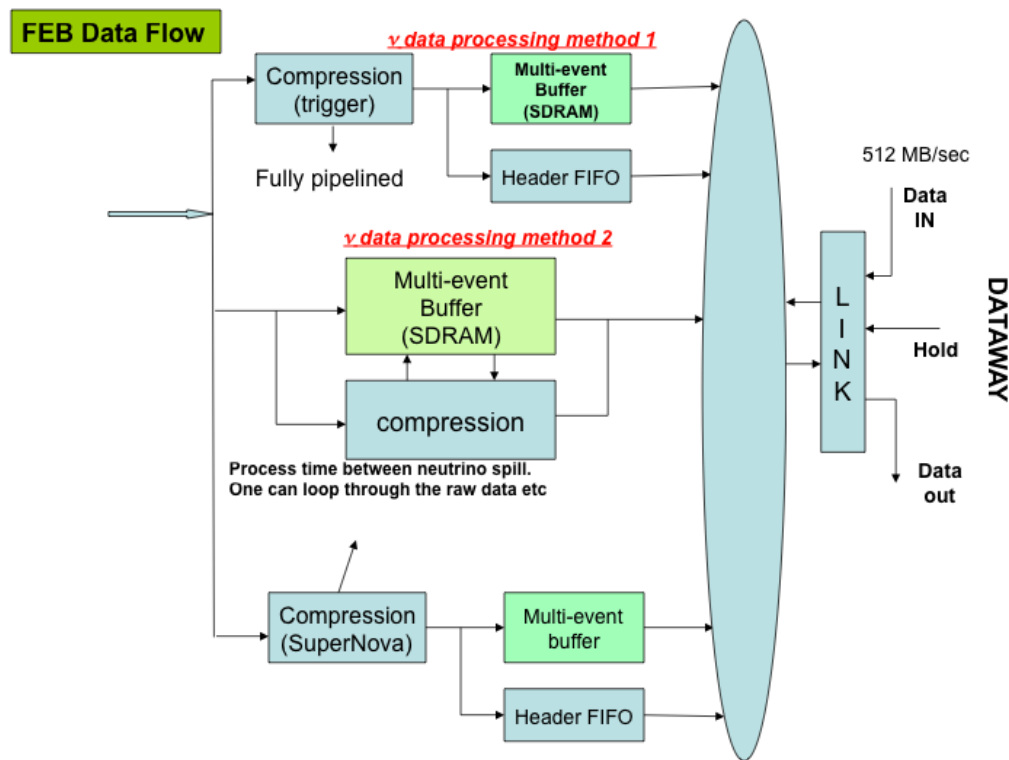 FEB Data Flow
ν data processing method 1
Compression
(trigger)
Multi-event
Buffer
(SDRAM)
Fully pipelined
Header FIFO
512 MB/sec
Data
IN
ν data processing method 2
Multi-event
Buffer
(SDRAM)
compression
Process time between neutrino spill.
One can loop through the raw data etc
L
I
N
K
Hold
DATAWAY
Data
out
Compression
(SuperNova)
Multi-event
buffer
Header FIFO